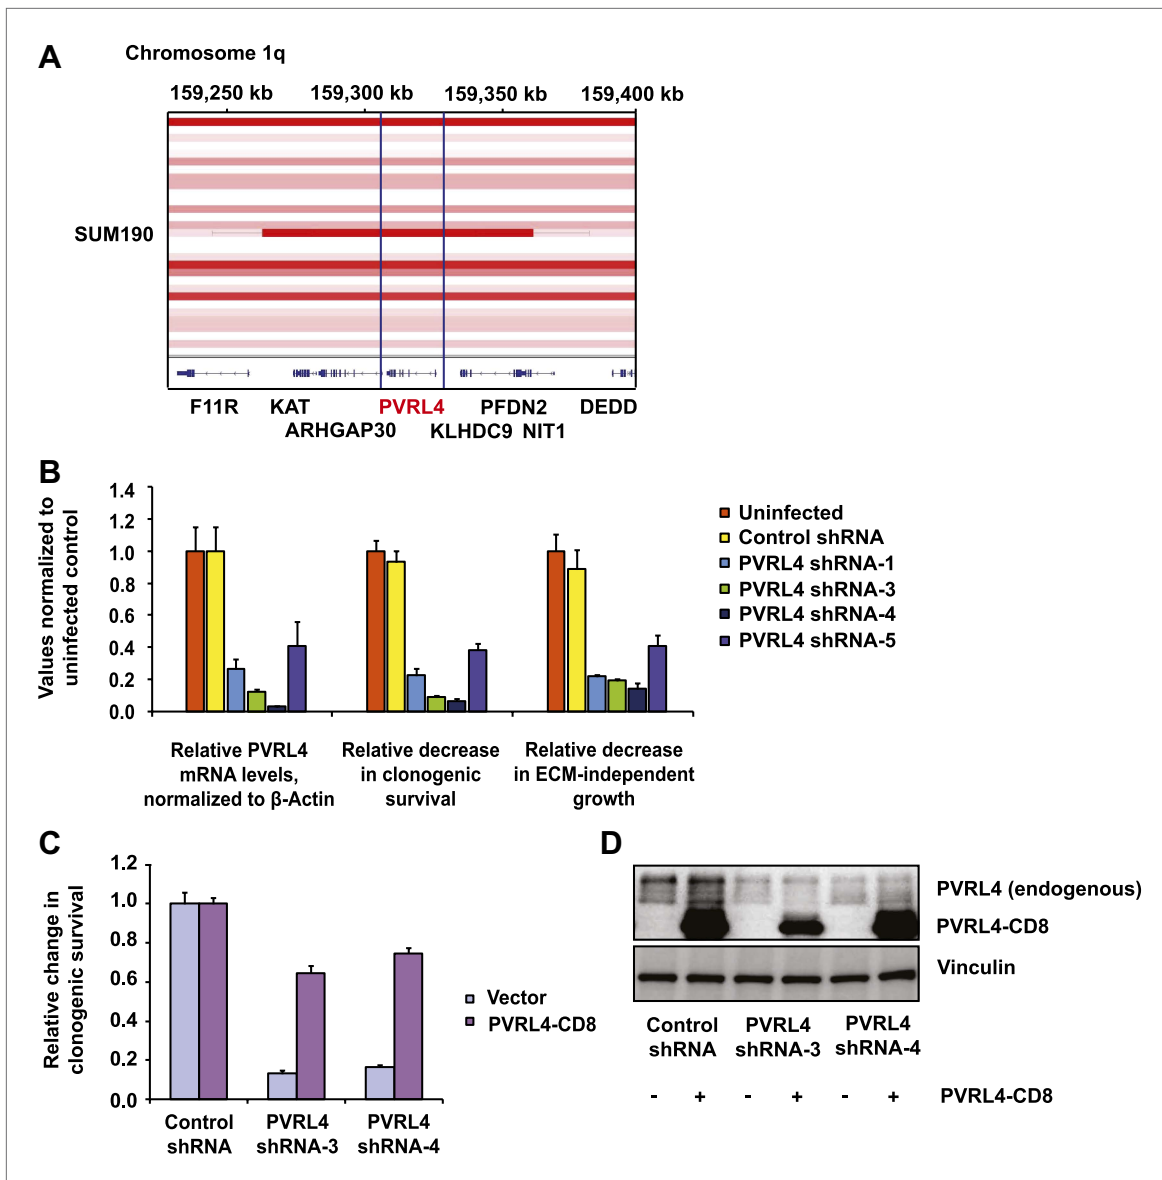 A
Chromosome 1q
159,250 kb 159,300 kb 159,350 kb 159,400 kb
SUM190
F11R KAT PVRL4 PFDN2 DEDD
ARHGAP30 KLHDC9 NIT1
B
Values normalized to
uninfected control
1.4
1.2
1.0
0.8
0.6
0.4
0.2
0.0
Relative PVRL4
mRNA levels,
normalized to β-Actin
Relative decrease
in clonogenic
survival
Relative decrease
in ECM-independent
growth
Uninfected
Control shRNA
PVRL4 shRNA-1
PVRL4 shRNA-3
PVRL4 shRNA-4
PVRL4 shRNA-5
C
Relative change in
clonogenic survival
1.2
1.0
0.8
0.6
0.4
0.2
0.0
Control
shRNA
PVRL4
shRNA-3
PVRL4
shRNA-4
Vector
PVRL4-CD8
D
PVRL4 (endogenous)
PVRL4-CD8
Vinculin
Control
shRNA
PVRL4
shRNA-3
PVRL4
shRNA-4
- + - + - + PVRL4-CD8